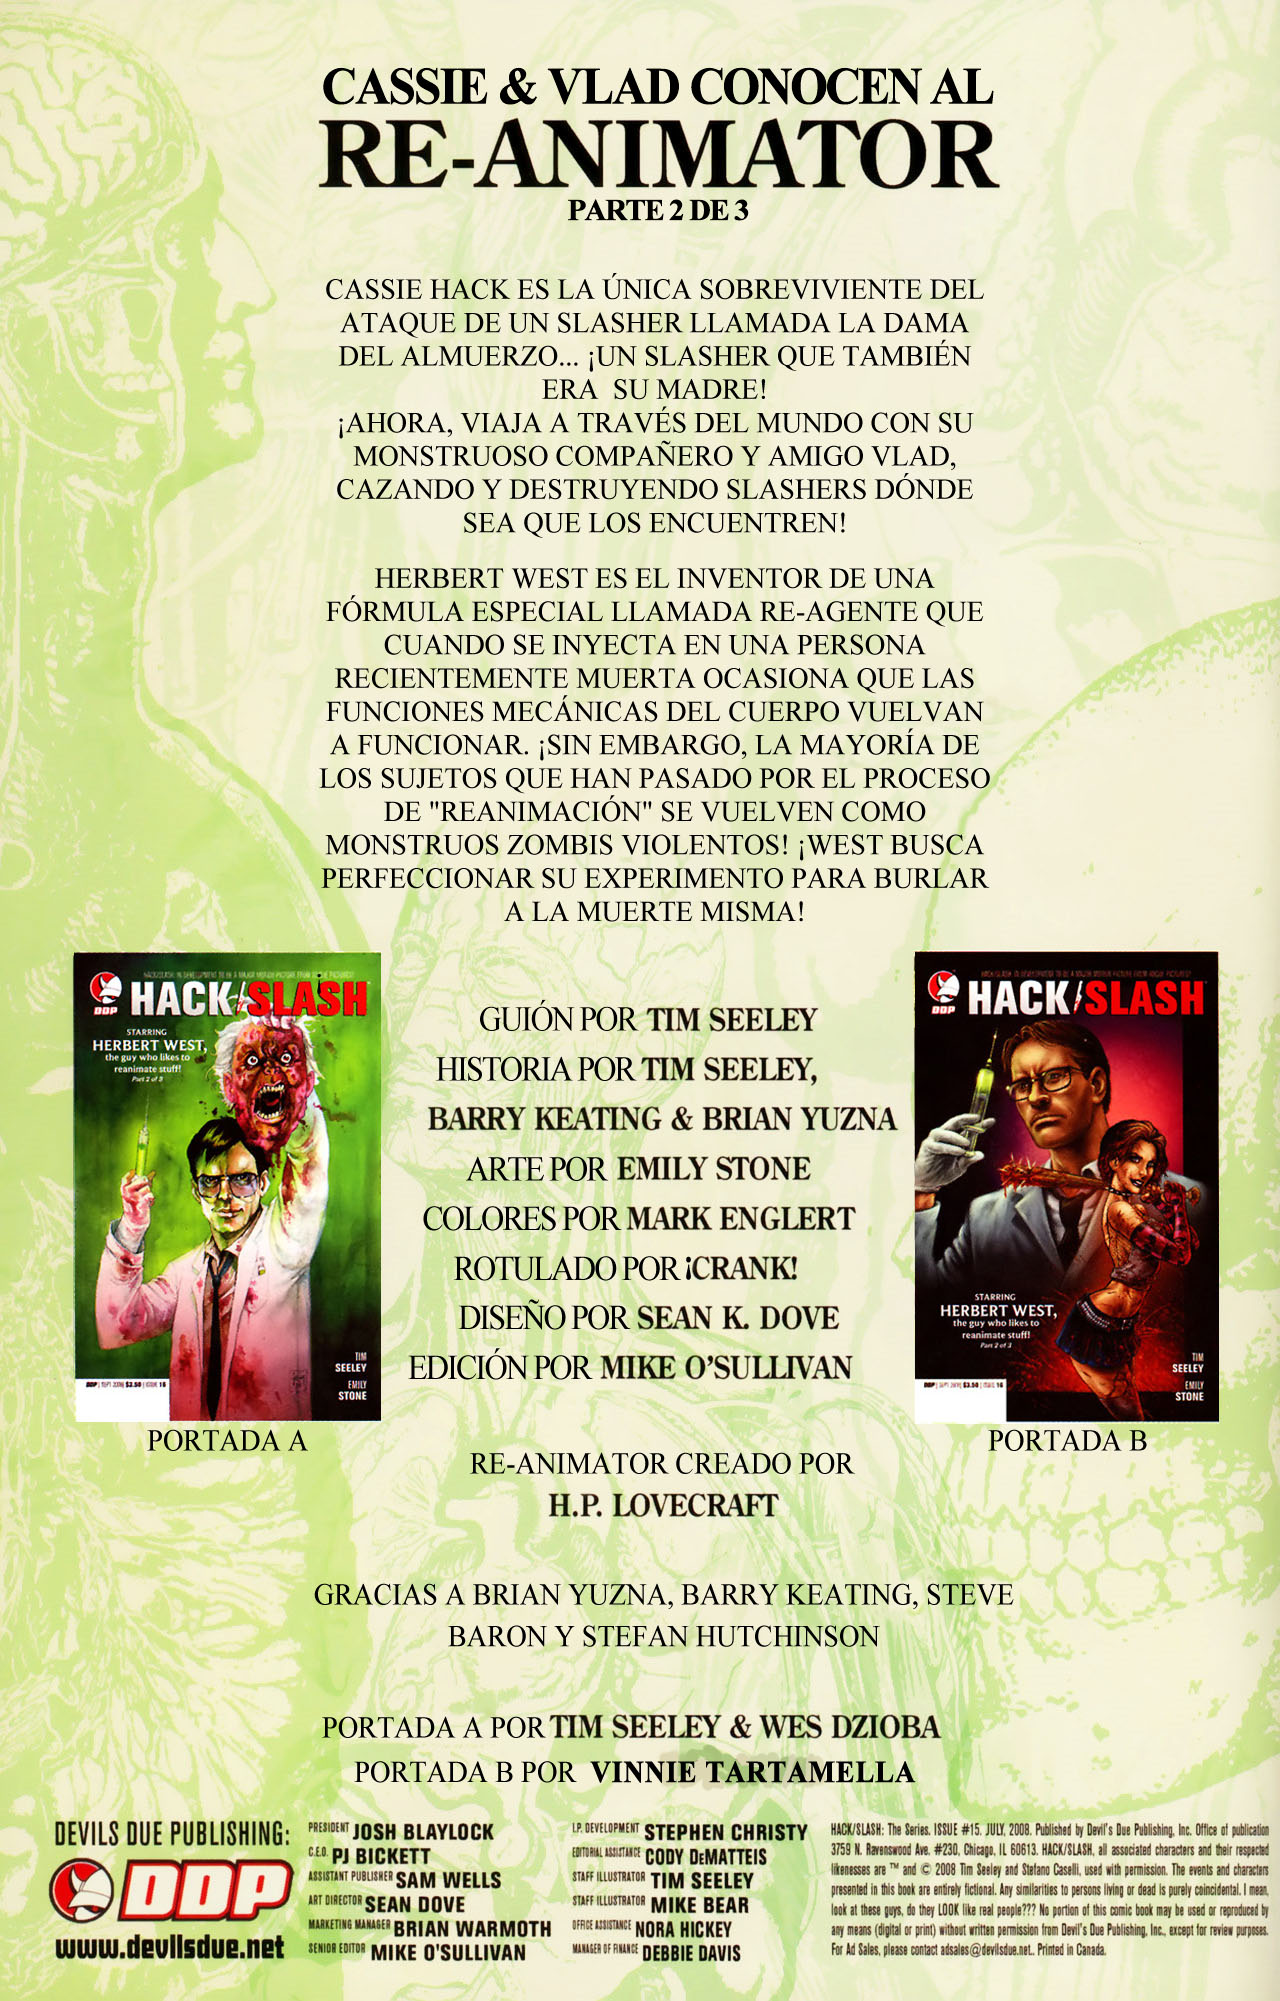 CASSIE & VLAD CONOCEN AL
RE-ANIMATOR
PARTE 2 DE 3
CASSIE HACK ES LA ÚNICA SOBREVIVIENTE DEL
ATAQUE DE UN SLASHER LLAMADA LA DAMA
DEL ALMUERZO... ¡UN SLASHER QUE TAMBIÉN
ERA SU MADRE!
¡AHORA, VIAJA A TRAVÉS DEL MUNDO CON SU
MONSTRUOSO COMPAÑERO Y AMIGO VLAD,
CAZANDO Y DESTRUYENDO SLASHERS DÓNDE
SEA QUE LOS ENCUENTREN!
HERBERT WEST ES EL INVENTOR DE UNA
FÓRMULA ESPECIAL LLAMADA RE-AGENTE QUE
CUANDO SE INYECTA EN UNA PERSONA
RECIENTEMENTE MUERTA OCASIONA QUE LAS
FUNCIONES MECÁNICAS DEL CUERPO VUELVAN
A FUNCIONAR. ¡SIN EMBARGO, LA MAYORÍA DE
LOS SUJETOS QUE HAN PASADO POR EL PROCESO
DE "REANIMACIÓN" SE VUELVEN COMO
MONSTRUOS ZOMBIS VIOLENTOS! ¡WEST BUSCA
PERFECCIONAR SU EXPERIMENTO PARA BURLAR
A LA MUERTE MISMA!
DDP
HACK/SLASH
STARRING
HERBERT WEST,
the guy who likes to
reanimate stuff!
Part 2 of 3
TIM
SEELEY
EMILY
STONE
PORTADA A
GUIÓN POR TIM SEELEY
HISTORIA POR TIM SEELEY,
BARRY KEATING & BRIAN YUZNA
ARTE POR EMILY STONE
COLORES POR MARK ENGLERT
ROTULADO POR ¡CRANK!
DISEÑO POR SEAN K. DOVE
EDICIÓN POR MIKE O'SULLIVAN
DDP
HACK/SLASH
STARRING
HERBERT WEST,
the guy who likes to
reanimate stuff!
Part 2 of 3
TIM
SEELEY
EMILY
STONE
PORTADA B
RE-ANIMATOR CREADO POR
H.P. LOVECRAFT
GRACIAS A BRIAN YUZNA, BARRY KEATING, STEVE
BARON Y STEFAN HUTCHINSON
PORTADA A POR TIM SEELEY & WES DZIOBA
PORTADA B POR VINNIE TARTAMELLA
DEVILS DUE PUBLISHING:
DDP
www.devilsdue.net
PRESIDENT JOSH BLAYLOCK
C.E.O. PJ BICKETT
ASSISTANT PUBLISHER SAM WELLS
ART DIRECTOR SEAN DOVE
MARKETING MANAGER BRIAN WARMOTH
SENIOR EDITOR MIKE O'SULLIVAN
I.P. DEVELOPMENT STEPHEN CHRISTY
EDITORIAL ASSISTANCE CODY DeMATTEIS
STAFF ILLUSTRATOR TIM SEELEY
STAFF ILLUSTRATOR MIKE BEAR
OFFICE ASSISTANCE NORA HICKEY
MANAGER OF FINANCE DEBBIE DAVIS
HACK/SLASH: The Series. ISSUE #15. JULY, 2008. Published by Devil's Due Publishing, Inc. Office of publication
3759 N. Ravenswood Ave. #230, Chicago, IL 60613. HACK/SLASH, all associated characters and their respected
likenesses are ™ and © 2008 Tim Seeley and Stefano Caselli, used with permission. The events and characters
presented in this book are entirely fictional. Any similarities to persons living or dead is purely coincidental. I mean,
look at these guys, do they LOOK like real people??? No portion of this comic book may be used or reproduced by
any means (digital or print) without written permission from Devil's Due Publishing, Inc., except for review purposes.
For Ad Sales, please contact adsales@devilsdue.net.. Printed in Canada.